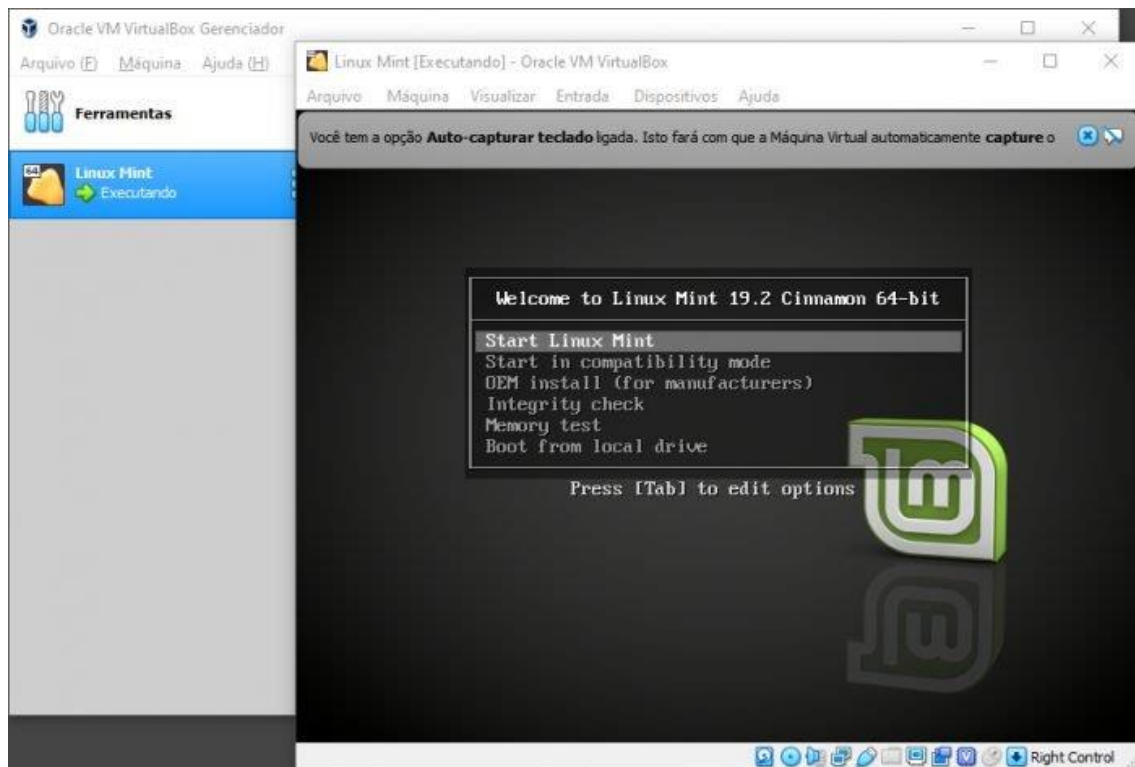 Oracle VM VirtualBox Gerenciador
Arquivo (F) Máquina Ajuda (H)
Ferramentas
64
Linux Mint
Executando
Linux Mint [Executando] - Oracle VM VirtualBox
Arquivo Máquina Visualizar Entrada Dispositivos Ajuda
Você tem a opção Auto-capturar teclado ligada. Isto fará com que a Máquina Virtual automaticamente capture o
Welcome to Linux Mint 19.2 Cinnamon 64-bit
Start Linux Mint
Start in compatibility mode
OEM install (for manufacturers)
Integrity check
Memory test
Boot from local drive
Press [Tab] to edit options
Right Control